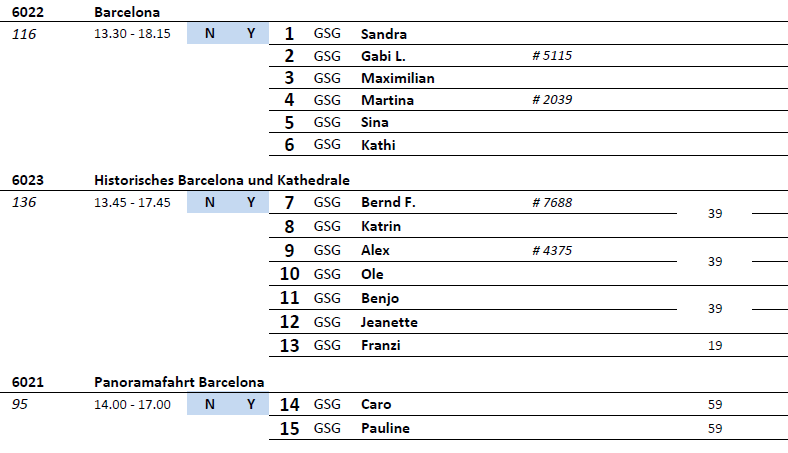 6022 Barcelona
116 13.30 - 18.15 N Y 1 GSG Sandra
2 GSG Gabi L. # 5115
3 GSG Maximilian
4 GSG Martina # 2039
5 GSG Sina
6 GSG Kathi
6023 Historisches Barcelona und Kathedrale
136 13.45 - 17.45 N Y 7 GSG Bernd F. # 7688
39
8 GSG Katrin
9 GSG Alex # 4375
39
10 GSG Ole
11 GSG Benjo
39
12 GSG Jeanette
13 GSG Franzi 19
6021 Panoramafahrt Barcelona
95 14.00 - 17.00 N Y 14 GSG Caro 59
15 GSG Pauline 59